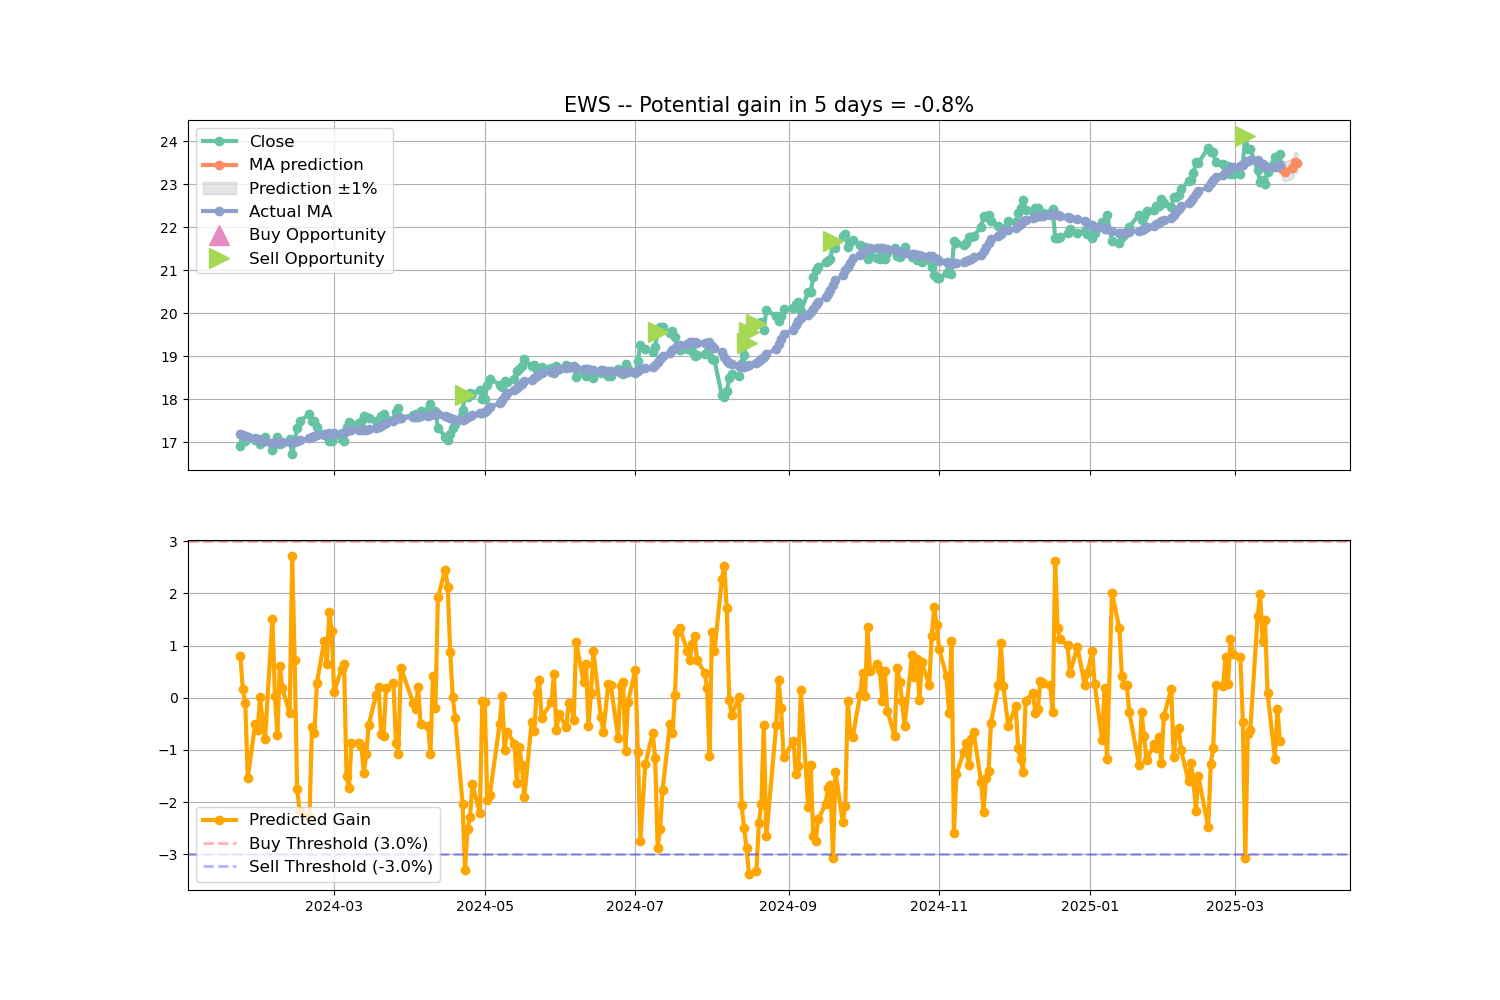 EWS -- Potential gain in 5 days = -0.8%
24
23
22
21
20
19
18
17
Close
MA prediction
Prediction ±1%
Actual MA
Buy Opportunity
Sell Opportunity
3
2
1
0
−1
−2
−3
Predicted Gain
Buy Threshold (3.0%)
Sell Threshold (-3.0%)
2024-03 2024-05 2024-07 2024-09 2024-11 2025-01 2025-03